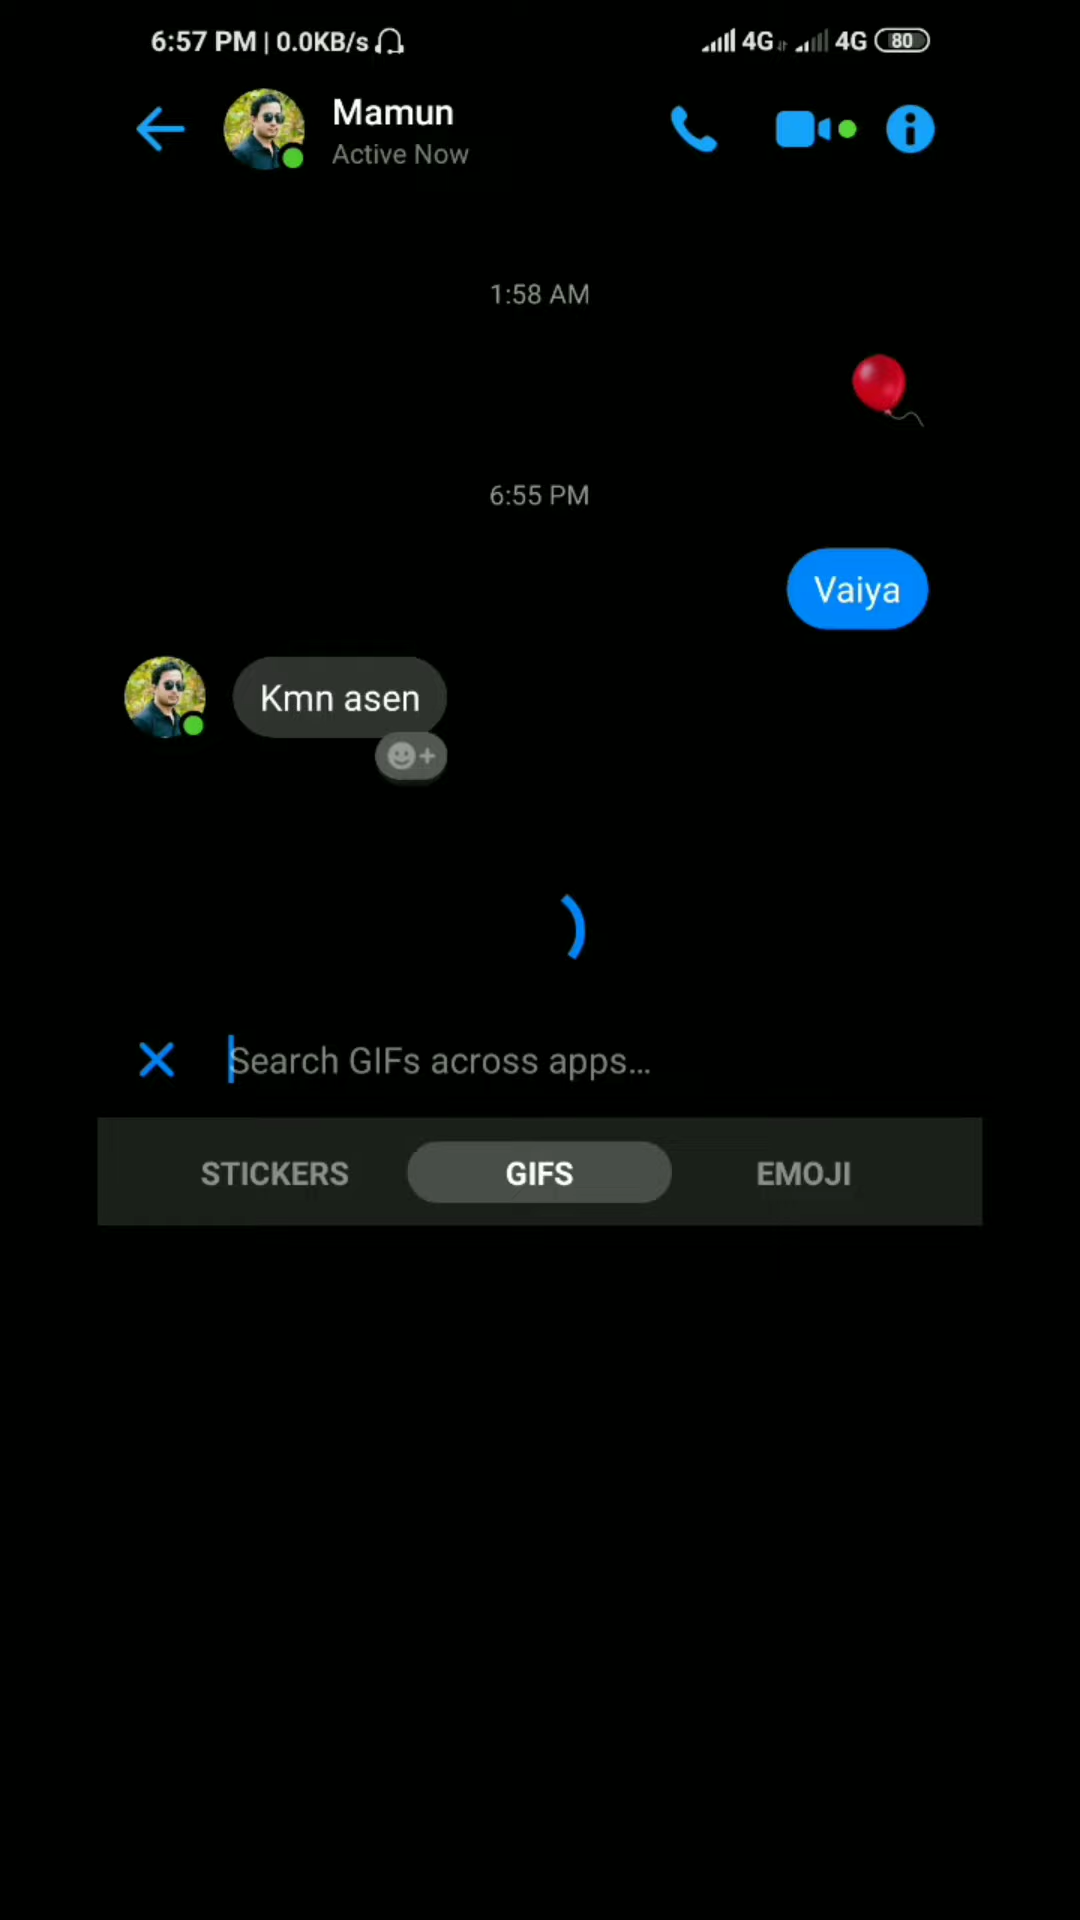 6:57 PM | 0.0KB/s 4G 4G 80
Mamun
Active Now
1:58 AM
6:55 PM
Vaiya
Kmn asen
Search GIFs across apps...
STICKERS GIFS EMOJI